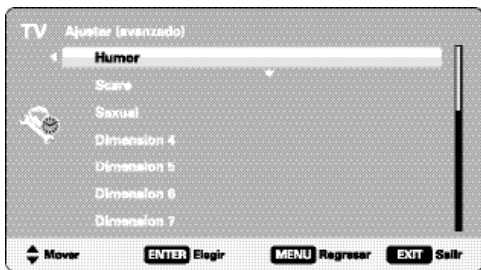 TV Ajustar (avanzado)
Humor
Scare
Sexual
Dimension 4
Dimension 5
Dimension 6
Dimension 7
Mover ENTER Elegir MENU Regresar EXIT Salir